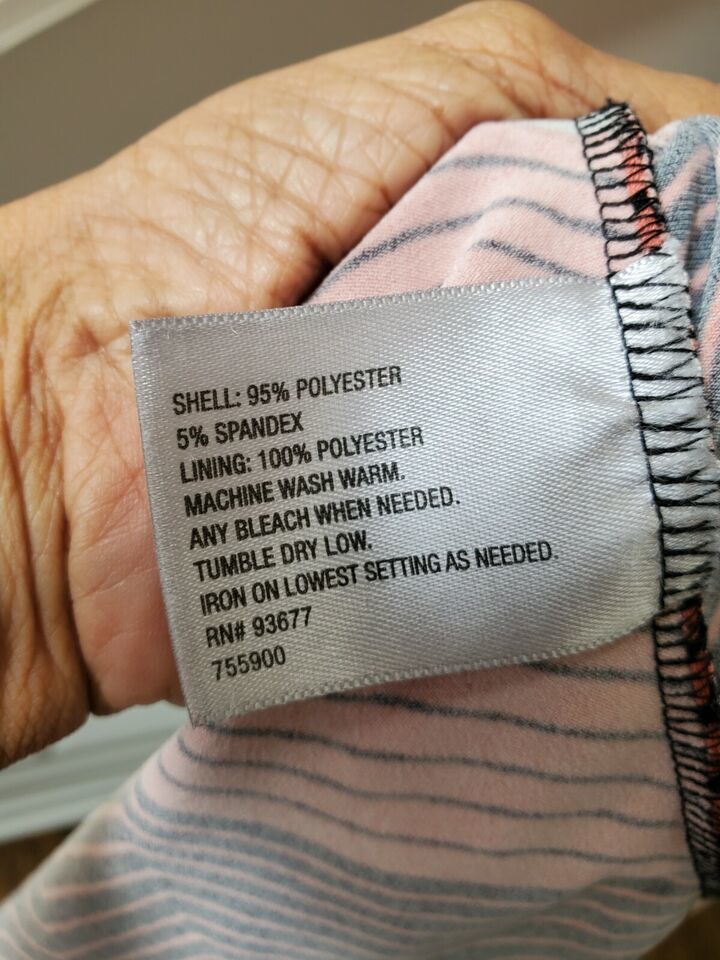 SHELL: 95% POLYESTER
5% SPANDEX
LINING: 100% POLYESTER
MACHINE WASH WARM.
ANY BLEACH WHEN NEEDED.
TUMBLE DRY LOW.
IRON ON LOWEST SETTING AS NEEDED.
RN# 93677
755900